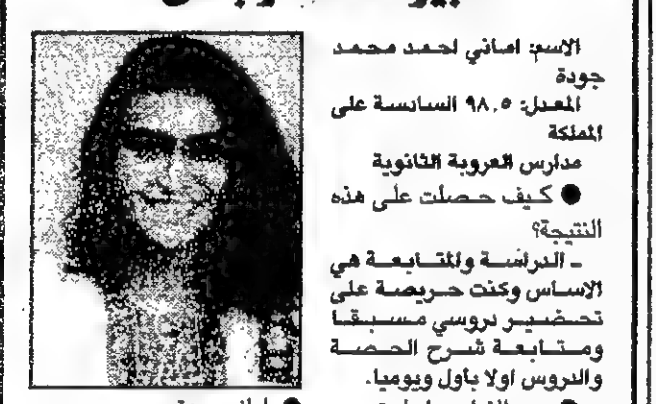 الاسم: اماني احمد محمد
جودة
المعدل: ٩٨,٥ السادسة على
المملكة
مدارس العروبة الثانوية
● كيف حصلت على هذه
النتيجة؟
ـ الدراسة والمتابعة هي
الاساس وكنت حريصة على
تحضير دروسي مسبقا
ومتابعة شرح الحصة
والدروس اولا باول ويوميا.